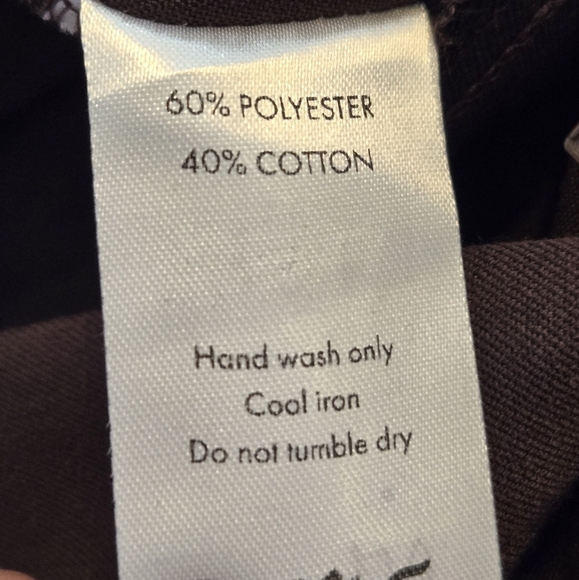 60% POLYESTER
40% COTTON
Hand wash only
Cool iron
Do not tumble dry